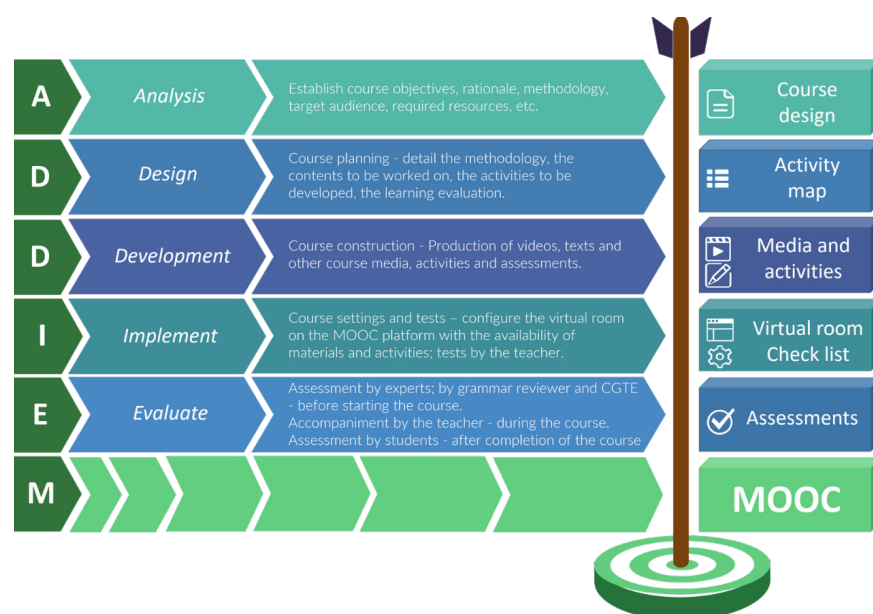 A
Analysis
Establish course objectives, rationale, methodology,
target audience, required resources, etc.
Course
design
D
Design
Course planning - detail the methodology, the
contents to be worked on, the activities to be
developed, the learning evaluation.
Activity
map
D
Development
Course construction - Production of videos, texts and
other course media, activities and assessments.
Media and
activities
I
Implement
Course settings and tests – configure the virtual room
on the MOOC platform with the availability of
materials and activities; tests by the teacher.
Virtual room
Check list
E
Evaluate
Assessment by experts; by grammar reviewer and CGTE
- before starting the course.
Accompaniment by the teacher - during the course.
Assessment by students - after completion of the course
Assessments
M
MOOC